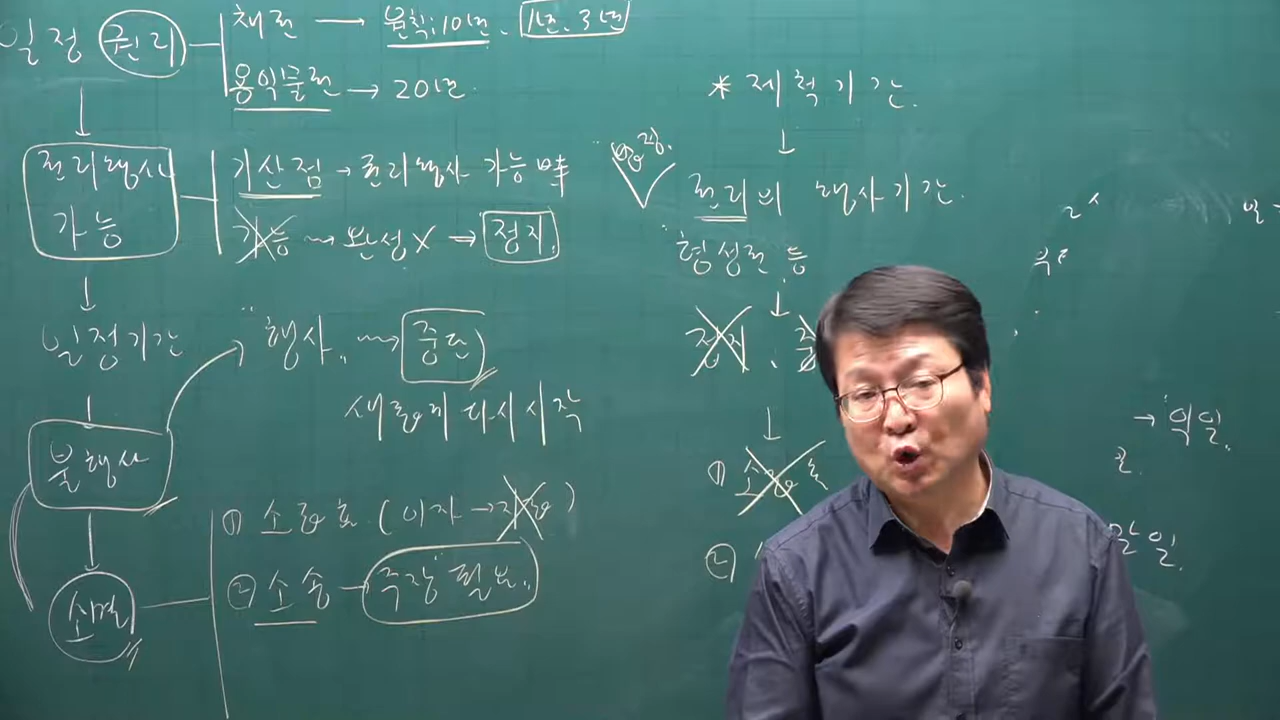 일정 권리
채권 → 원칙:10년, 1년, 3년
용익물권 → 20년
↓
권리행사
가능
기산점 → 권리행사 가능 때
가능 → 완성X → 정지.
↓
일정기간
행사. → 중단
새롭게 다시 시작
불행사
↓
소멸
① 소급효 (이자 → 지급)
② 소송 - "주장" 필요.
* 제척기간.
↓
권리의 행사기간.
형성권 등
↓
정지.
↓
① 소급효
②
→ 익일.
말일.